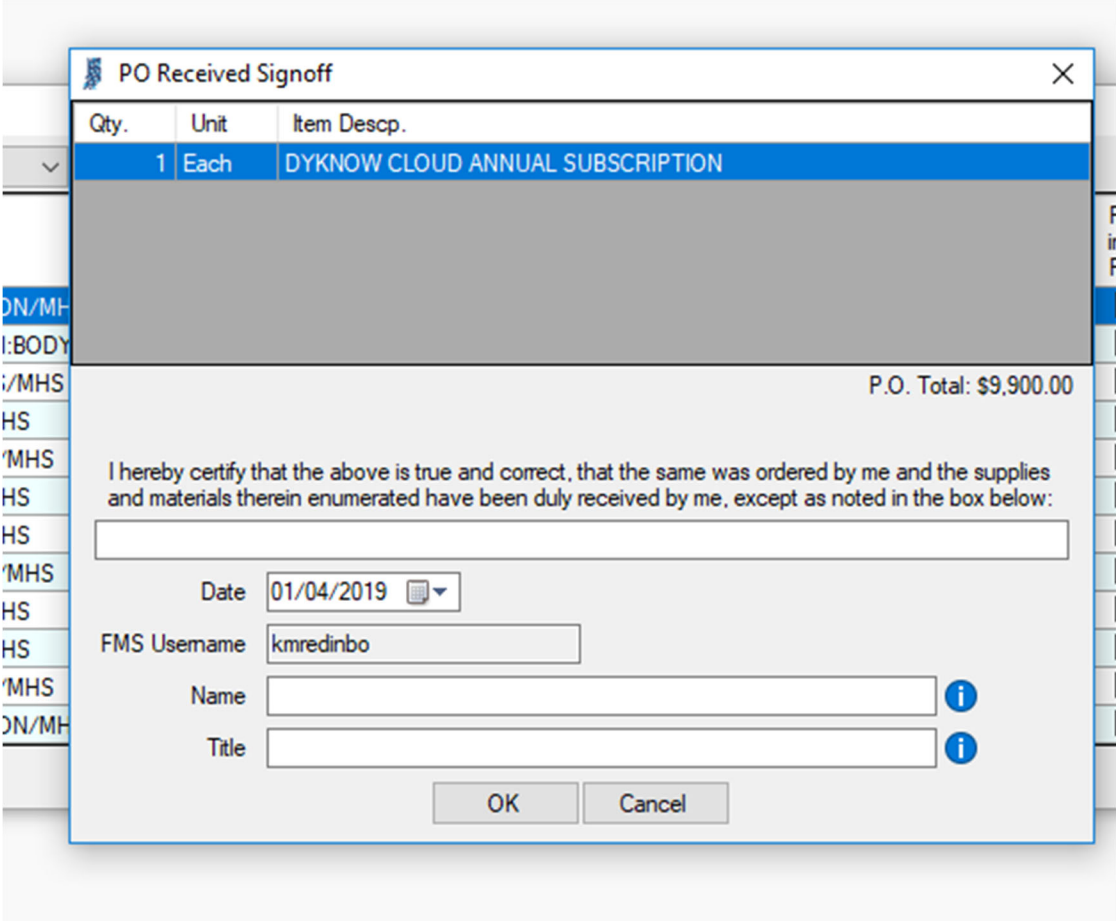 PO Received Signoff
Qty. Unit Item Descp.
1 Each DYKNOW CLOUD ANNUAL SUBSCRIPTION
ON/MH
:BODY
/MHS
HS
/MHS
HS
HS
/MHS
HS
HS
/MHS
ON/MH
P.O. Total: $9,900.00
I hereby certify that the above is true and correct, that the same was ordered by me and the supplies
and materials therein enumerated have been duly received by me, except as noted in the box below:
Date 01/04/2019
FMS Username kmredinbo
Name
Title
OK Cancel